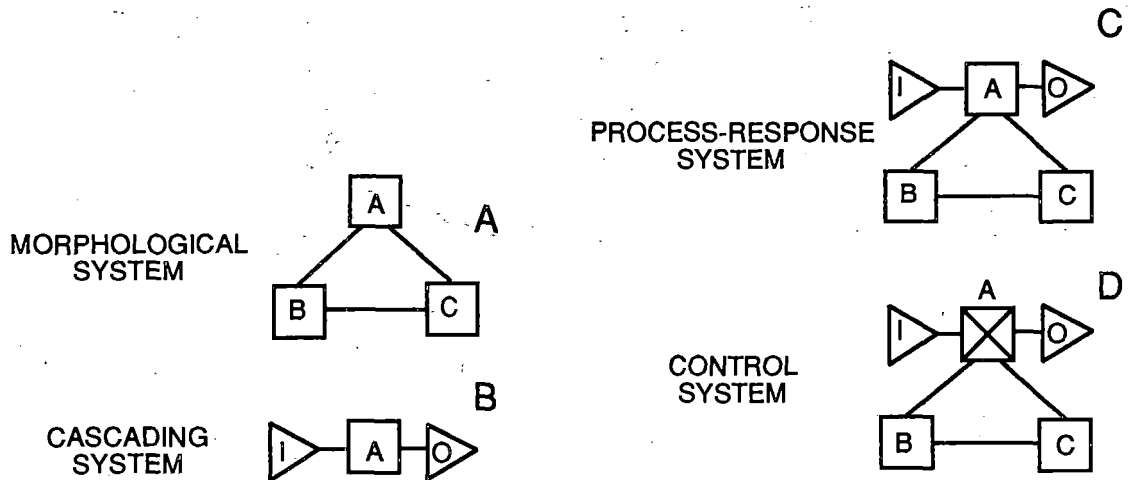 A
MORPHOLOGICAL
SYSTEM
A
B
C
B
CASCADING
SYSTEM
I
A
O
C
PROCESS-RESPONSE
SYSTEM
I
A
O
B
C
D
CONTROL
SYSTEM
A
I
O
B
C